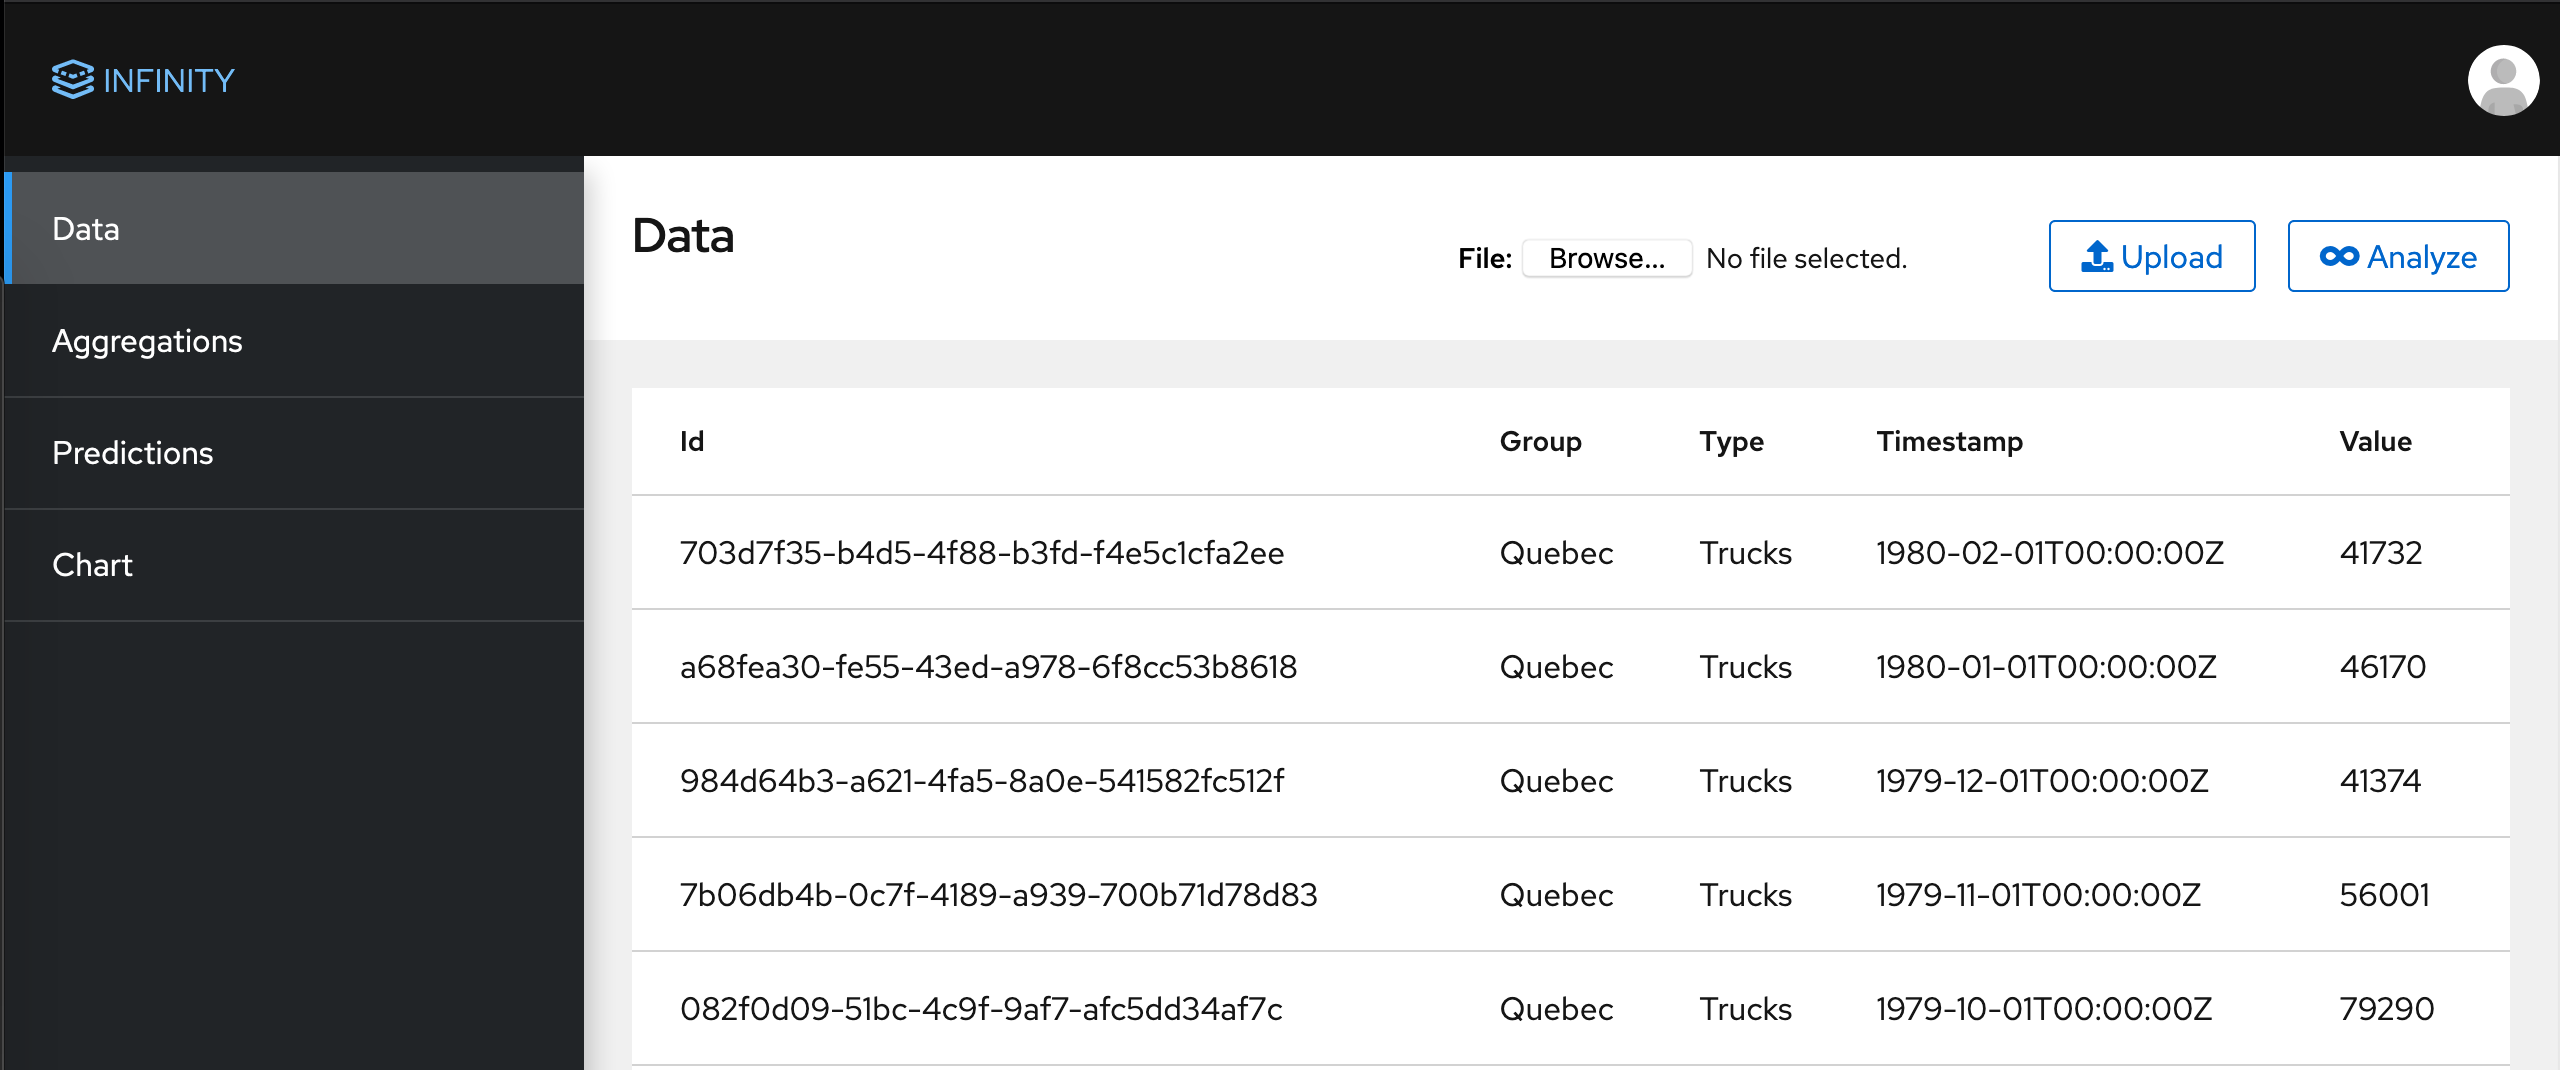 INFINITY
Data
Aggregations
Predictions
Chart
Data
File: Browse... No file selected. Upload Analyze
Id Group Type Timestamp Value
703d7f35-b4d5-4f88-b3fd-f4e5c1cfa2ee Quebec Trucks 1980-02-01T00:00:00Z 41732
a68fea30-fe55-43ed-a978-6f8cc53b8618 Quebec Trucks 1980-01-01T00:00:00Z 46170
984d64b3-a621-4fa5-8a0e-541582fc512f Quebec Trucks 1979-12-01T00:00:00Z 41374
7b06db4b-0c7f-4189-a939-700b71d78d83 Quebec Trucks 1979-11-01T00:00:00Z 56001
082f0d09-51bc-4c9f-9af7-afc5dd34af7c Quebec Trucks 1979-10-01T00:00:00Z 79290